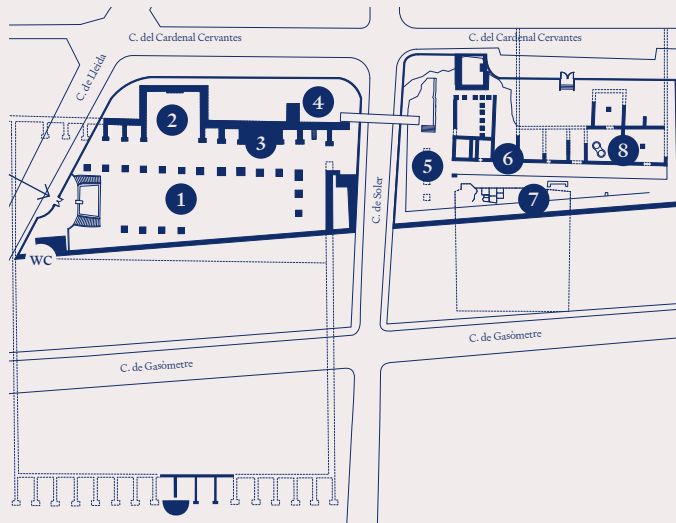 C. del Cardenal Cervantes
C. del Cardenal Cervantes
C. de Lleida
4
2
3
5
6
8
1
C. de Soler
7
WC
C. de Gasòmetre
C. de Gasòmetre